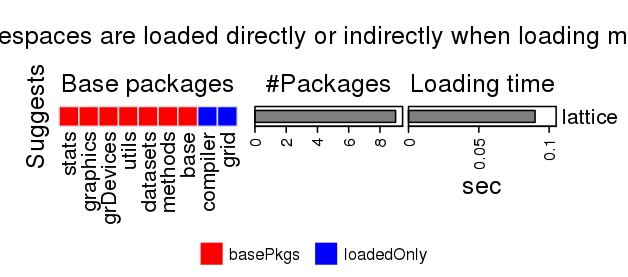 espaces are loaded directly or indirectly when loading m
Base packages #Packages Loading time
Suggests
lattice
stats graphics grDevices utils datasets methods base compiler grid
0 2 4 6 8
0 0.05 0.1
sec
basePkgs loadedOnly